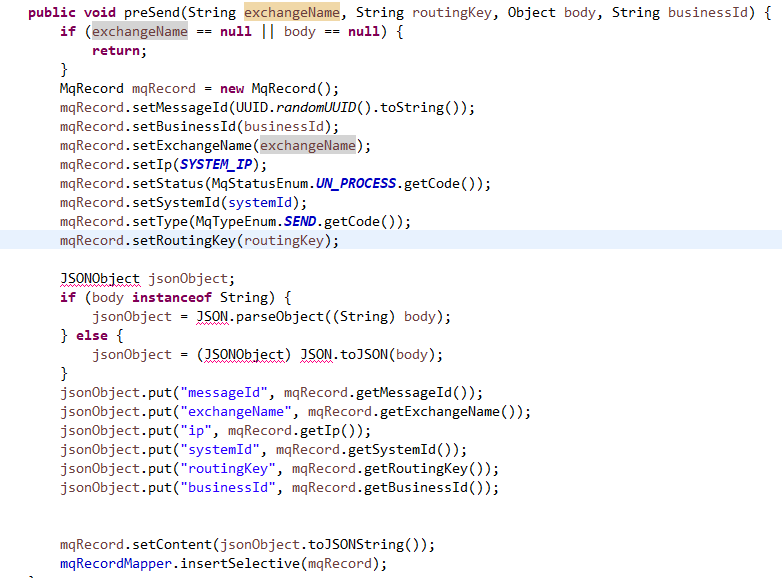 public void preSend(String exchangeName, String routingKey, Object body, String businessId) {
if (exchangeName == null || body == null) {
return;
}
MqRecord mqRecord = new MqRecord();
mqRecord.setMessageId(UUID.randomUUID().toString());
mqRecord.setBusinessId(businessId);
mqRecord.setExchangeName(exchangeName);
mqRecord.setIp(SYSTEM_IP);
mqRecord.setStatus(MqStatusEnum.UN_PROCESS.getCode());
mqRecord.setSystemId(systemId);
mqRecord.setType(MqTypeEnum.SEND.getCode());
mqRecord.setRoutingKey(routingKey);
JSONObject jsonObject;
if (body instanceof String) {
jsonObject = JSON.parseObject((String) body);
} else {
jsonObject = (JSONObject) JSON.toJSON(body);
}
jsonObject.put("messageId", mqRecord.getMessageId());
jsonObject.put("exchangeName", mqRecord.getExchangeName());
jsonObject.put("ip", mqRecord.getIp());
jsonObject.put("systemId", mqRecord.getSystemId());
jsonObject.put("routingKey", mqRecord.getRoutingKey());
jsonObject.put("businessId", mqRecord.getBusinessId());
mqRecord.setContent(jsonObject.toJSONString());
mqRecordMapper.insertSelective(mqRecord);